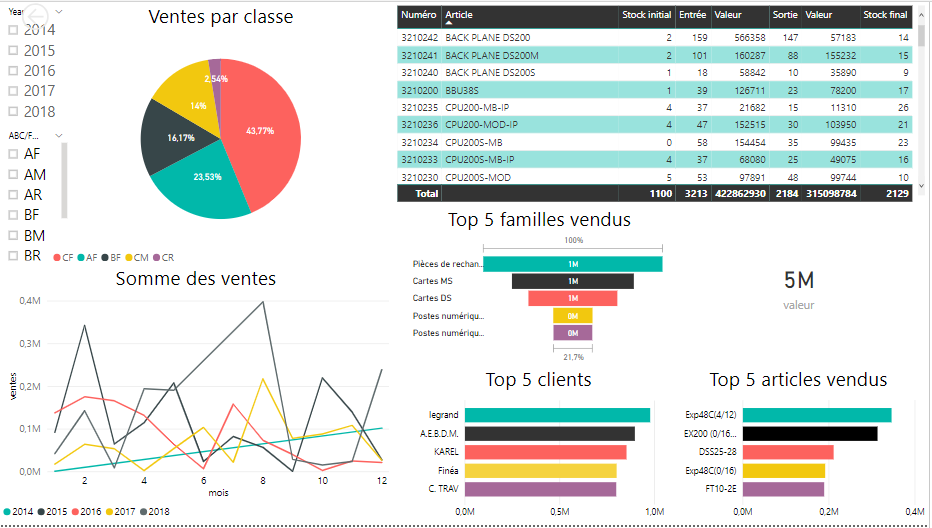 Year
2014
2015
2016
2017
2018
ABC/F...
AF
AM
AR
BF
BM
BR
Ventes par classe
2,54%
14%
43,77%
16,17%
23,53%
CF AF BF CM CR
Numéro Article Stock initial Entrée Valeur Sortie Valeur Stock final
3210242 BACK PLANE DS200 2 159 566358 147 57183 14
3210241 BACK PLANE DS200M 2 101 160287 88 155232 15
3210240 BACK PLANE DS200S 1 18 58842 10 35890 9
3210200 BBU38S 1 39 126711 23 78200 17
3210235 CPU200-MB-IP 4 37 21682 15 11310 26
3210236 CPU200-MOD-IP 4 47 152515 30 103950 21
3210234 CPU200S-MB 0 58 154454 35 99435 23
3210233 CPU200S-MB-IP 4 37 68080 25 49075 16
3210230 CPU200S-MOD 5 53 97891 48 99744 10
Total 1100 3213 422862930 2184 315098784 2129
Top 5 familles vendus
100%
Pièces de rechan... 1M
Cartes MS 1M
Cartes DS 1M
Postes numériqu... 0M
Postes numériqu... 0M
21,7%
5M
valeur
Somme des ventes
0,4M
0,3M
0,2M
0,1M
0,0M
ventes
2 4 6 8 10 12
mois
2014 2015 2016 2017 2018
Top 5 clients
legrand
A.E.B.D.M.
KAREL
Finéa
C. TRAV
0,0M 0,5M 1,0M
Top 5 articles vendus
Exp48C(4/12)
EX200 (0/16...
DSS25-28
Exp48C(0/16)
FT10-2E
0,0M 0,2M 0,4M